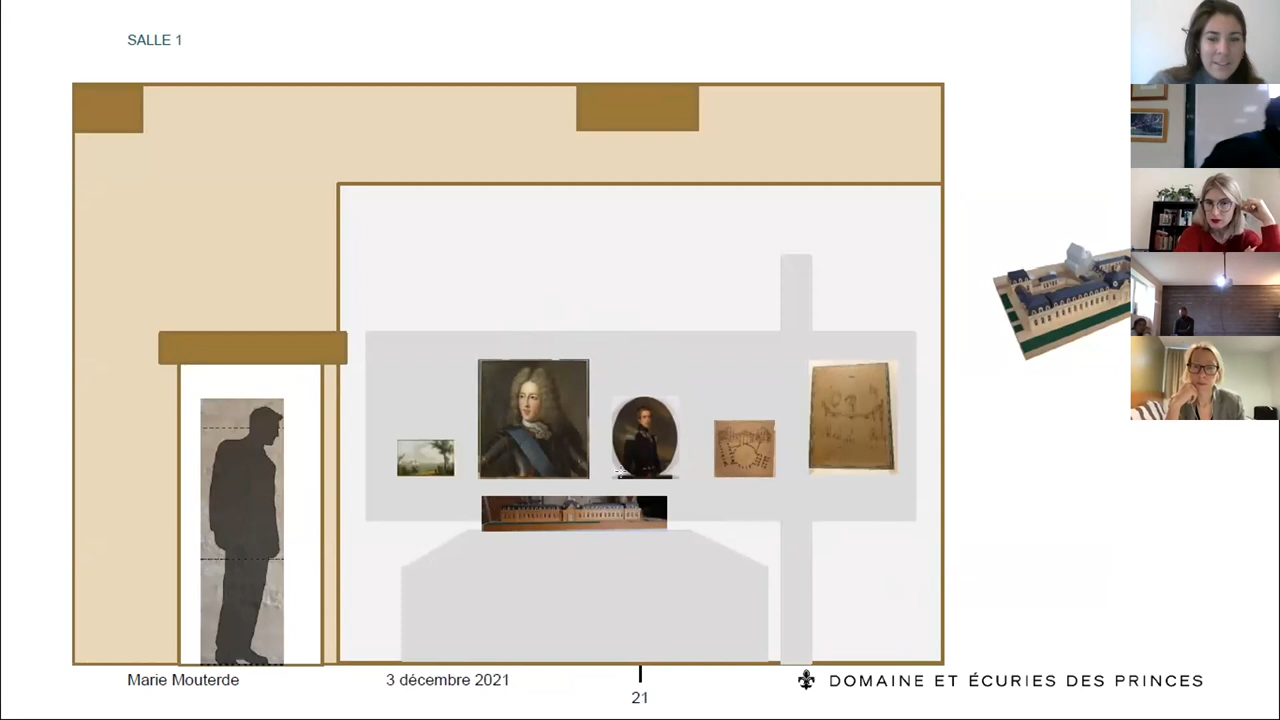 SALLE 1
Marie Mouterde
3 décembre 2021
21
DOMAINE ET ÉCURIES DES PRINCES